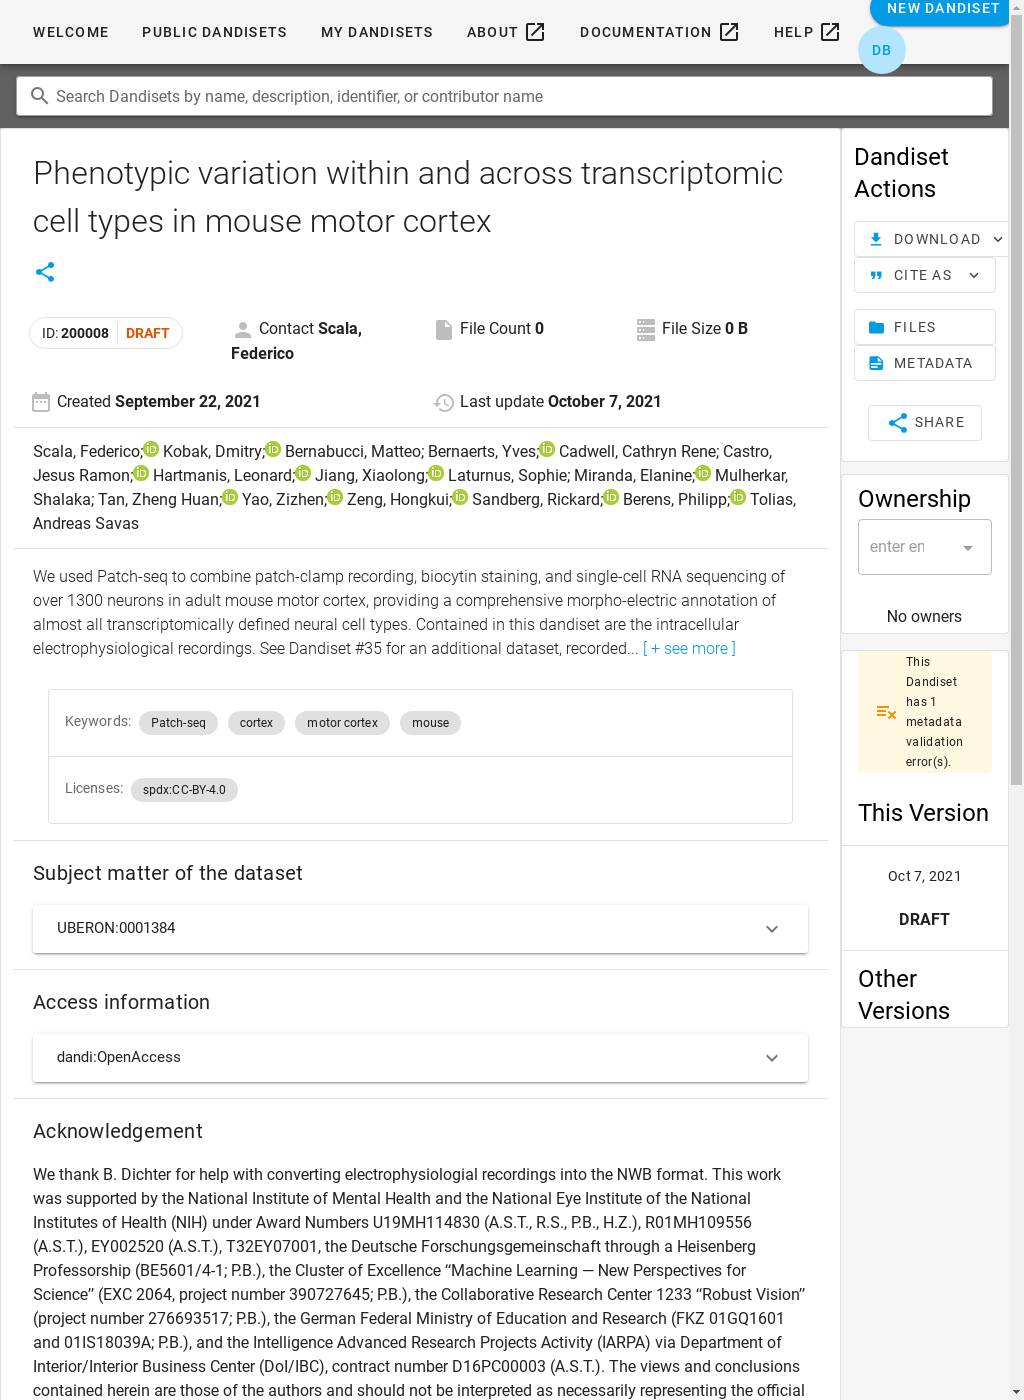 WELCOME PUBLIC DANDISETS MY DANDISETS ABOUT DOCUMENTATION HELP NEW DANDISET
DB
Search Dandisets by name, description, identifier, or contributor name
Phenotypic variation within and across transcriptomic
cell types in mouse motor cortex
ID: 200008 DRAFT
Contact Scala,
Federico
File Count 0
File Size 0 B
Created September 22, 2021
Last update October 7, 2021
Scala, Federico; Kobak, Dmitry; Bernabucci, Matteo; Bernaerts, Yves; Cadwell, Cathryn Rene; Castro,
Jesus Ramon; Hartmanis, Leonard; Jiang, Xiaolong; Laturnus, Sophie; Miranda, Elanine; Mulherkar,
Shalaka; Tan, Zheng Huan; Yao, Zizhen; Zeng, Hongkui; Sandberg, Rickard; Berens, Philipp; Tolias,
Andreas Savas
We used Patch-seq to combine patch-clamp recording, biocytin staining, and single-cell RNA sequencing of
over 1300 neurons in adult mouse motor cortex, providing a comprehensive morpho-electric annotation of
almost all transcriptomically defined neural cell types. Contained in this dandiset are the intracellular
electrophysiological recordings. See Dandiset #35 for an additional dataset, recorded... [ + see more ]
Keywords: Patch-seq cortex motor cortex mouse
Licenses: spdx:CC-BY-4.0
Subject matter of the dataset
UBERON:0001384
Access information
dandi:OpenAccess
Acknowledgement
We thank B. Dichter for help with converting electrophysiologial recordings into the NWB format. This work
was supported by the National Institute of Mental Health and the National Eye Institute of the National
Institutes of Health (NIH) under Award Numbers U19MH114830 (A.S.T., R.S., P.B., H.Z.), R01MH109556
(A.S.T.), EY002520 (A.S.T.), T32EY07001, the Deutsche Forschungsgemeinschaft through a Heisenberg
Professorship (BE5601/4-1; P.B.), the Cluster of Excellence “Machine Learning — New Perspectives for
Science” (EXC 2064, project number 390727645; P.B.), the Collaborative Research Center 1233 “Robust Vision”
(project number 276693517; P.B.), the German Federal Ministry of Education and Research (FKZ 01GQ1601
and 01IS18039A; P.B.), and the Intelligence Advanced Research Projects Activity (IARPA) via Department of
Interior/Interior Business Center (DoI/IBC), contract number D16PC00003 (A.S.T.). The views and conclusions
contained herein are those of the authors and should not be interpreted as necessarily representing the official
Dandiset
Actions
DOWNLOAD
CITE AS
FILES
METADATA
SHARE
Ownership
enter en
No owners
This
Dandiset
has 1
metadata
validation
error(s).
This Version
Oct 7, 2021
DRAFT
Other
Versions